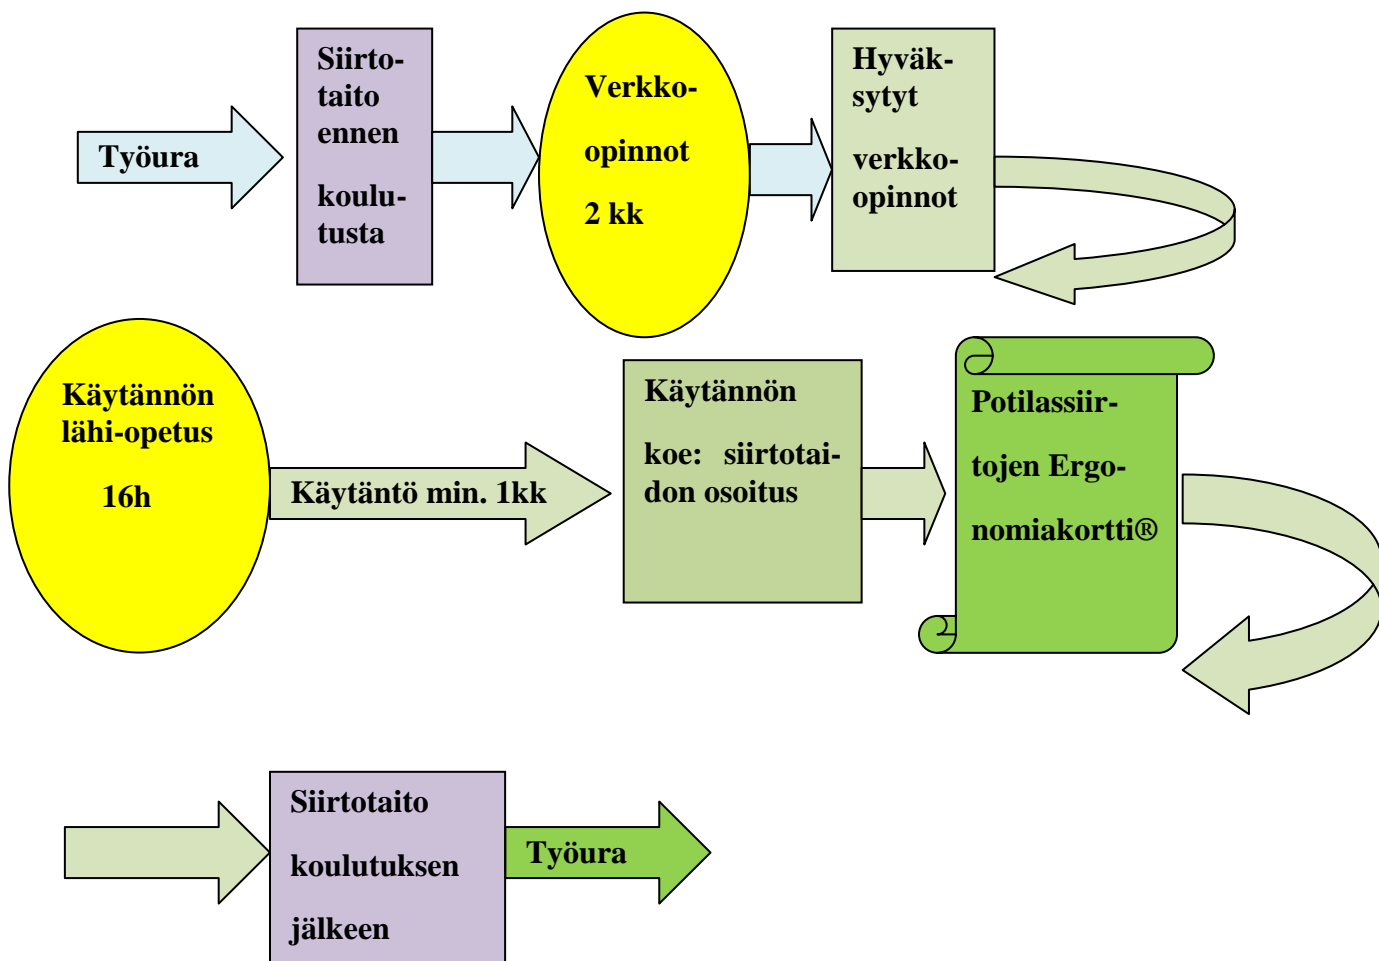 Työura
Siirto-
taito
ennen
koulu-
tusta
Verkko-
opinnot
2 kk
Hyväk-
sytyt
verkko-
opinnot
Käytännön
lähi-opetus
16h
Käytäntö min. 1kk
Käytännön
koe: siirtotai-
don osoitus
Potilassiir-
tojen Ergo-
nomiakortti®
Siirtotaito
koulutuksen
jälkeen
Työura